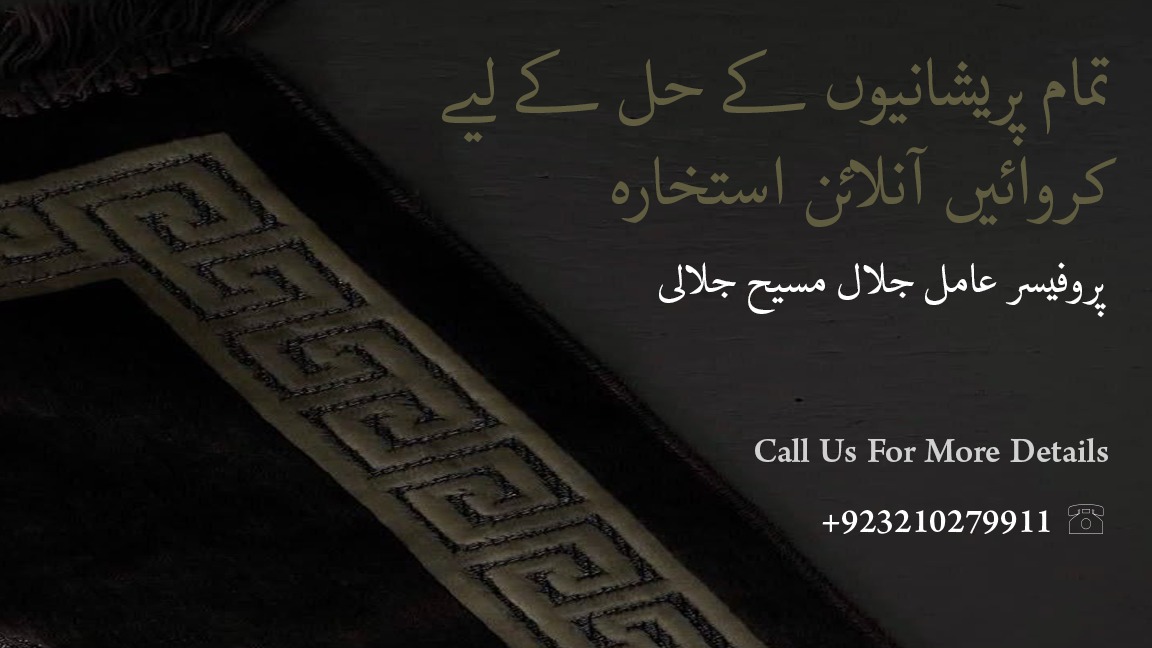 تمام پریشانیوں کے حل کے لیے
کروائیں آنلائن استخارہ
پروفیسر عامل جلال مسیح جلالی
Call Us For More Details
+923210279911